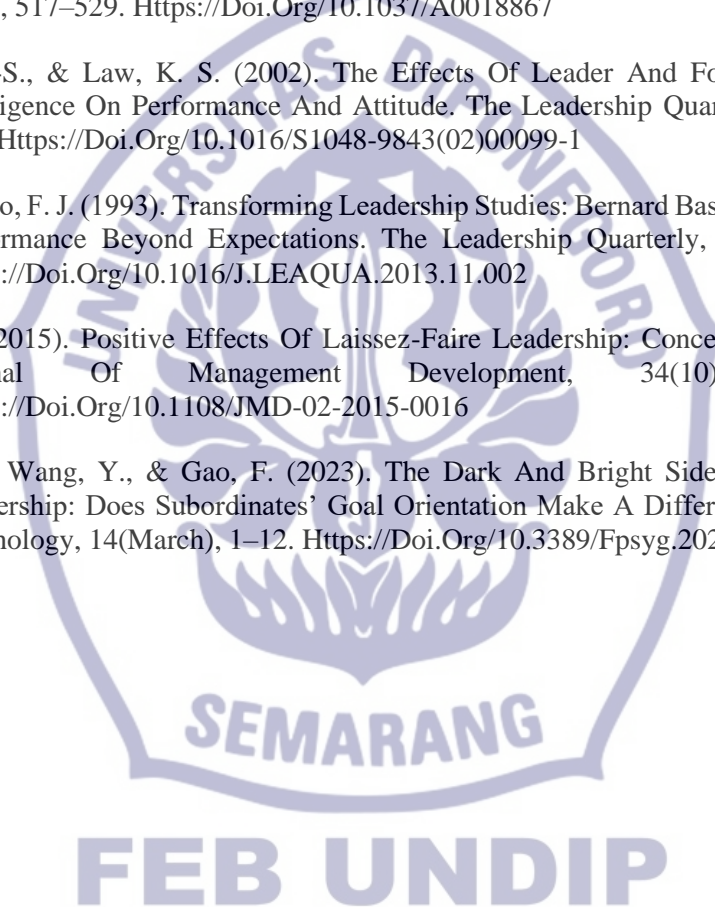 , 517–529. Https://Doi.Org/10.1037/A0018867
-S., & Law, K. S. (2002). The Effects Of Leader And Fo
igence On Performance And Attitude. The Leadership Quar
Https://Doi.Org/10.1016/S1048-9843(02)00099-1
o, F. J. (1993). Transforming Leadership Studies: Bernard Bas
ormance Beyond Expectations. The Leadership Quarterly,
://Doi.Org/10.1016/J.LEAQUA.2013.11.002
2015). Positive Effects Of Laissez-Faire Leadership: Conce
nal Of Management Development, 34(10)
://Doi.Org/10.1108/JMD-02-2015-0016
Wang, Y., & Gao, F. (2023). The Dark And Bright Side
ership: Does Subordinates’ Goal Orientation Make A Differ
hology, 14(March), 1–12. Https://Doi.Org/10.3389/Fpsyg.202
UNIVERSITAS DIPONEGORO
SEMARANG
FEB UNDIP